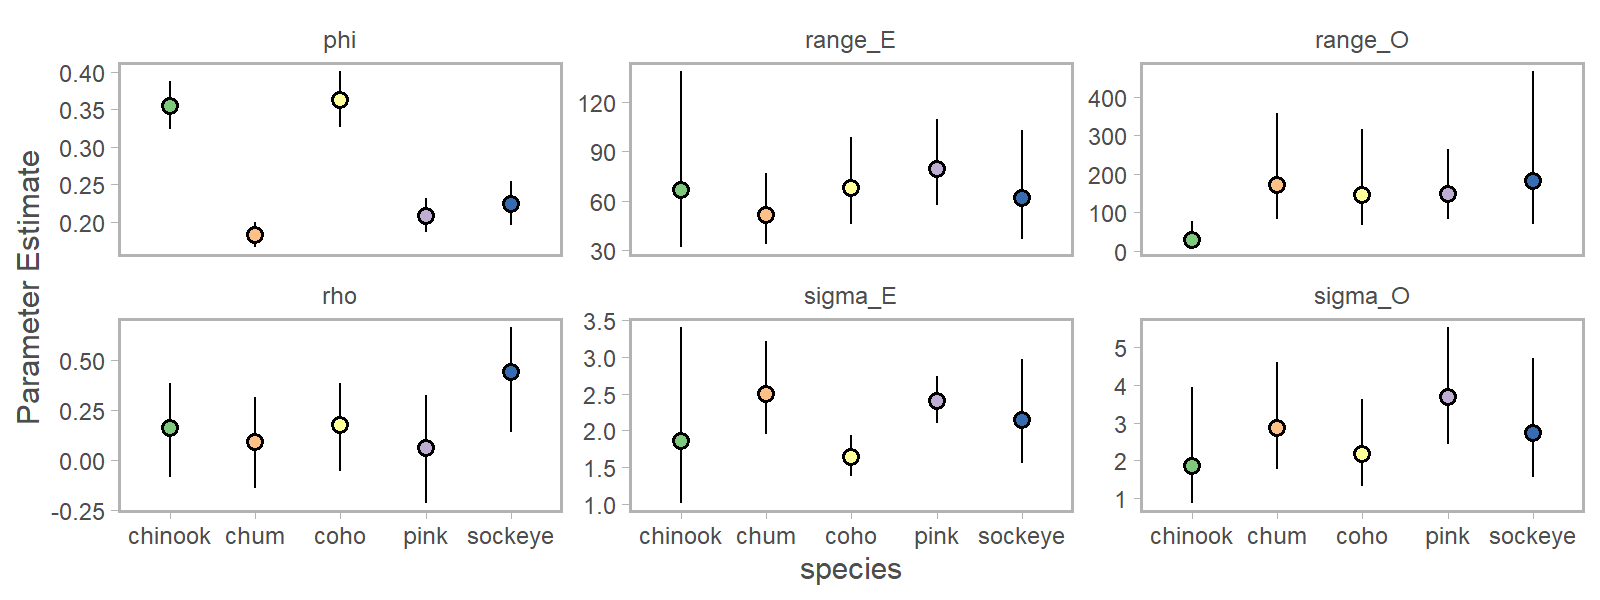 phi
range_E
range_O
0.40
0.35
0.30
0.25
0.20
120
90
60
30
400
300
200
100
0
rho
sigma_E
sigma_O
0.50
0.25
0.00
-0.25
3.5
3.0
2.5
2.0
1.5
1.0
5
4
3
2
1
chinook chum coho pink sockeye
chinook chum coho pink sockeye
chinook chum coho pink sockeye
species
Parameter Estimate